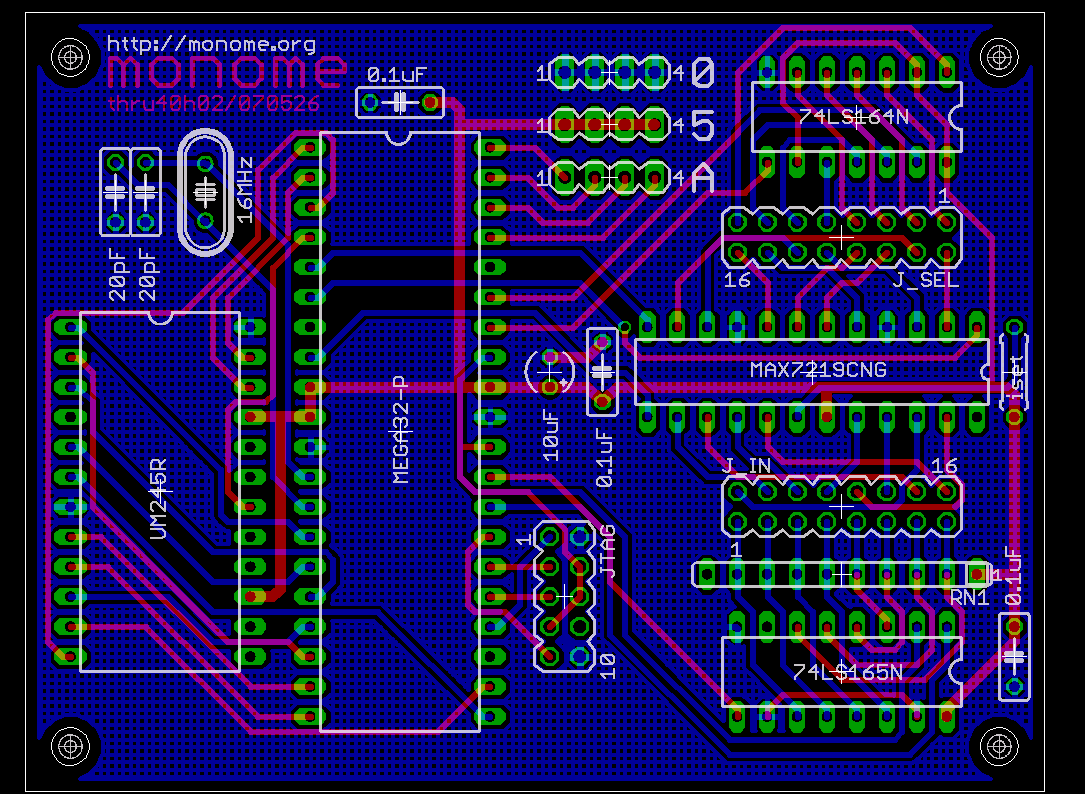 http://monome.org
monome
thru40h02/070526
0.1uF
1 4 0
1 4 5
1 4 A
74LS164N
16MHz
20pF
20pF
1
16
J_SEL
MAX7219CNG
iset
10uF
0.1uF
MEGA32-P
UM245R
J_IN
16
1
1
JTAG
10
1
RN1
0.1uF
74LS165N